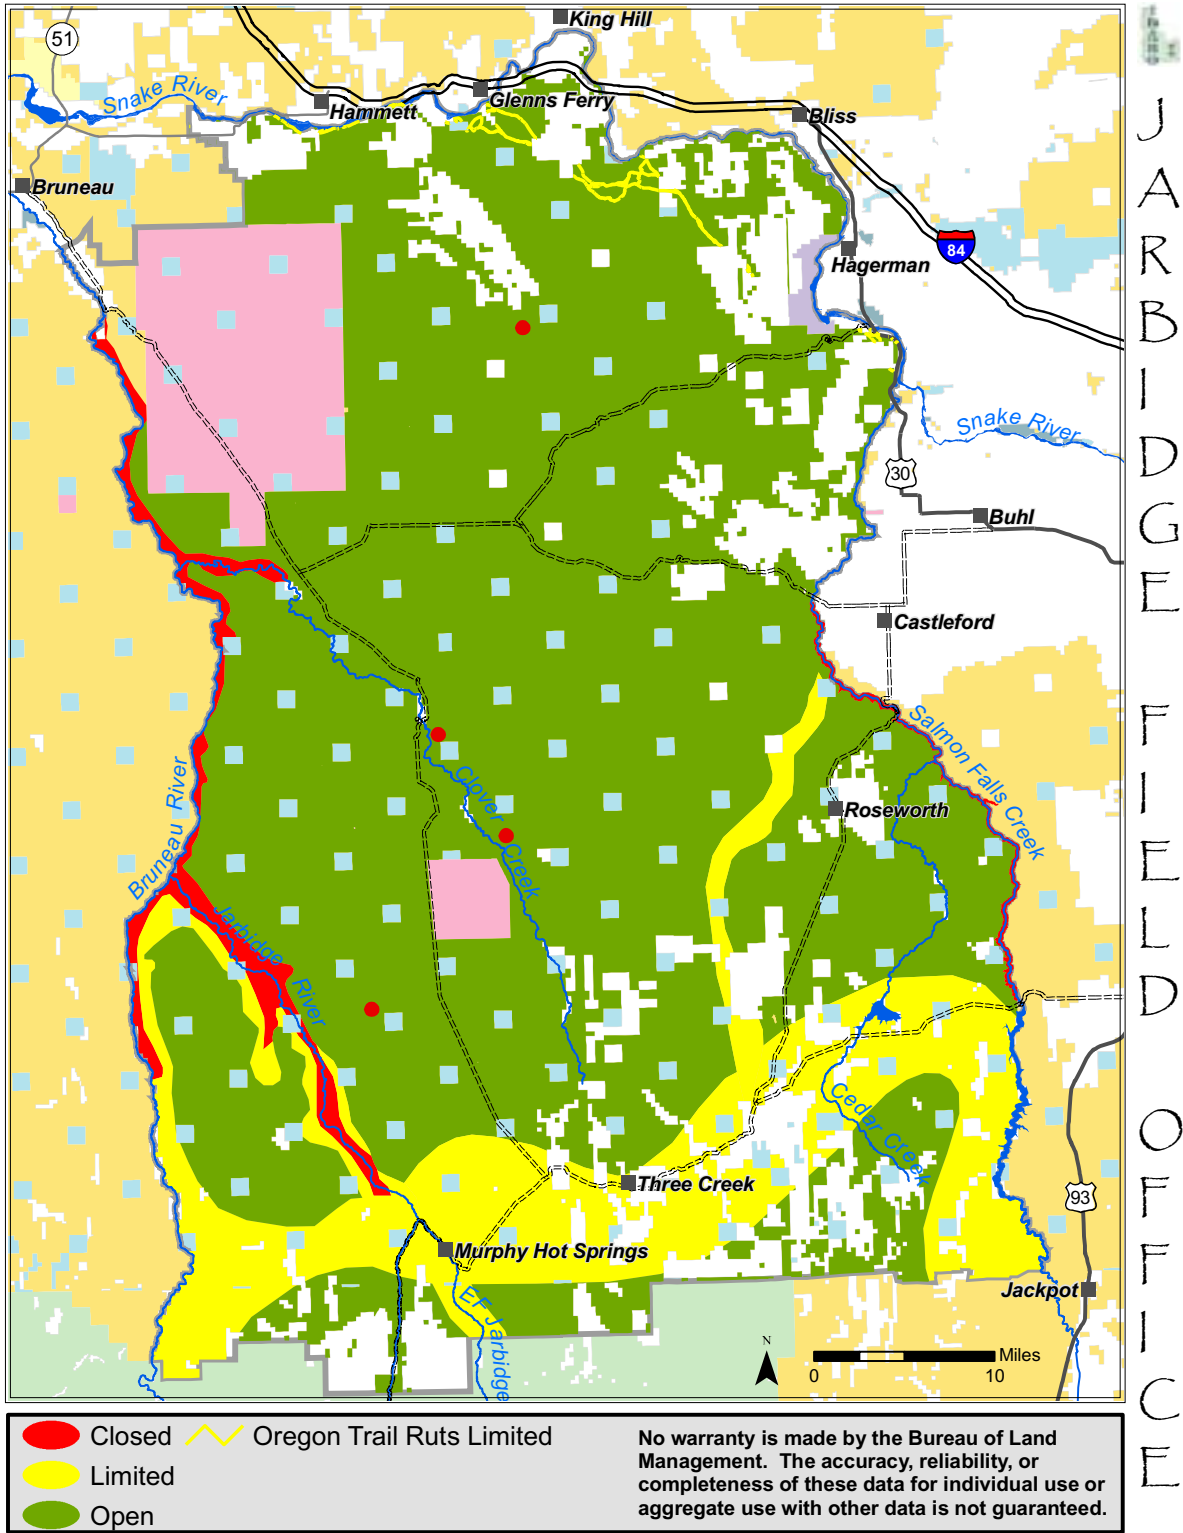 King Hill
51
Snake River
Hammett
Glenns Ferry
Bliss
Bruneau
Hagerman
84
Snake River
30
Buhl
Castleford
Salmon Falls Creek
Bruneau River
Clover Creek
Roseworth
Jarbidge River
Cedar Creek
Three Creek
93
Murphy Hot Springs
EF Jarbidge
Jackpot
N
Miles
0 10
JARBIDGE FIELD OFFICE
Closed Oregon Trail Ruts Limited
Limited
Open
No warranty is made by the Bureau of Land
Management. The accuracy, reliability, or
completeness of these data for individual use or
aggregate use with other data is not guaranteed.